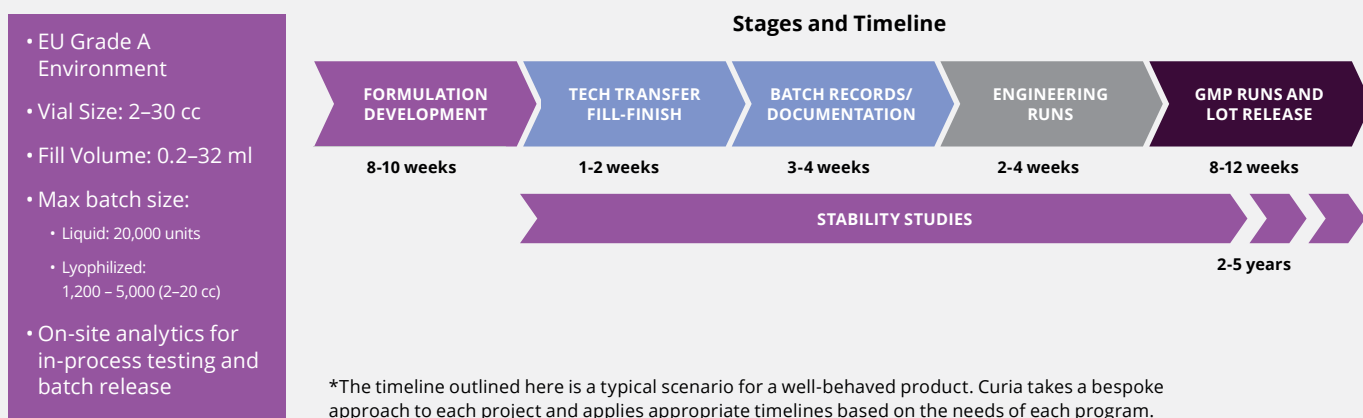 • EU Grade A
Environment
• Vial Size: 2–30 cc
• Fill Volume: 0.2–32 ml
• Max batch size:
• Liquid: 20,000 units
• Lyophilized:
1,200 – 5,000 (2–20 cc)
• On-site analytics for
in-process testing and
batch release
Stages and Timeline
FORMULATION
DEVELOPMENT
8-10 weeks
TECH TRANSFER
FILL-FINISH
1-2 weeks
BATCH RECORDS/
DOCUMENTATION
3-4 weeks
ENGINEERING
RUNS
2-4 weeks
GMP RUNS AND
LOT RELEASE
8-12 weeks
STABILITY STUDIES
2-5 years
*The timeline outlined here is a typical scenario for a well-behaved product. Curia takes a bespoke
approach to each project and applies appropriate timelines based on the needs of each program.